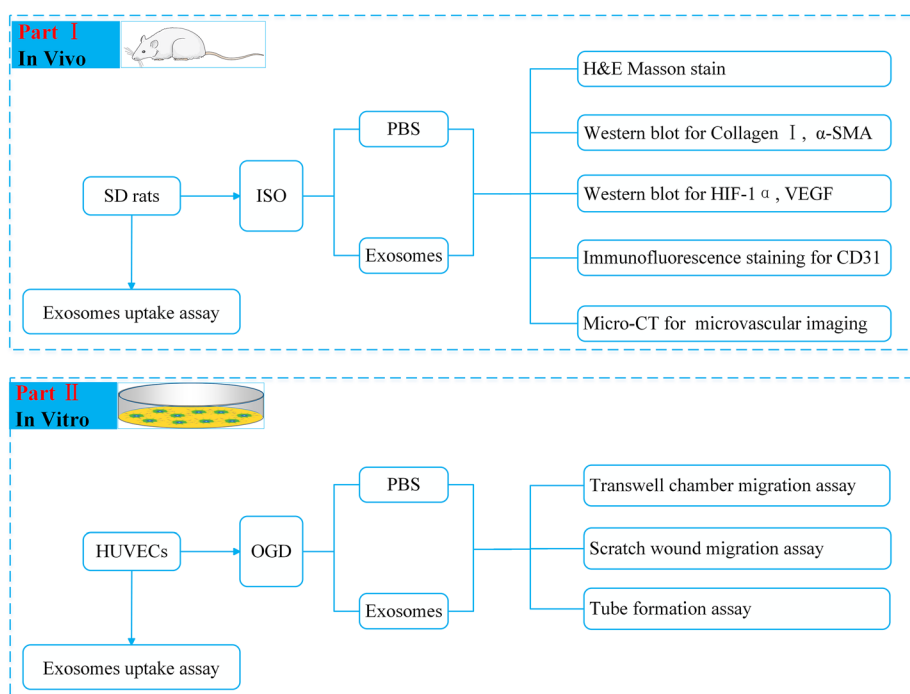 Part Ⅰ
In Vivo
H&E Masson stain
PBS
Western blot for Collagen Ⅰ, α-SMA
SD rats
ISO
Western blot for HIF-1α, VEGF
Exosomes
Immunofluorescence staining for CD31
Exosomes uptake assay
Micro-CT for microvascular imaging
Part Ⅱ
In Vitro
PBS
Transwell chamber migration assay
HUVECs
OGD
Scratch wound migration assay
Exosomes
Tube formation assay
Exosomes uptake assay